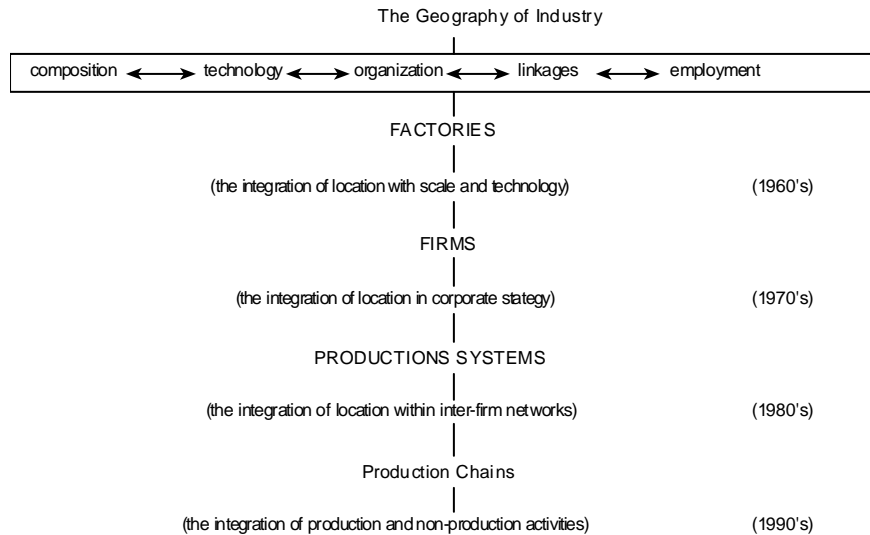 The Geography of Industry
composition technology organization linkages employment
FACTORIES
(the integration of location with scale and technology) (1960's)
FIRMS
(the integration of location in corporate stategy) (1970's)
PRODUCTIONS SYSTEMS
(the integration of location within inter-firm networks) (1980's)
Production Chains
(the integration of production and non-production activities) (1990's)